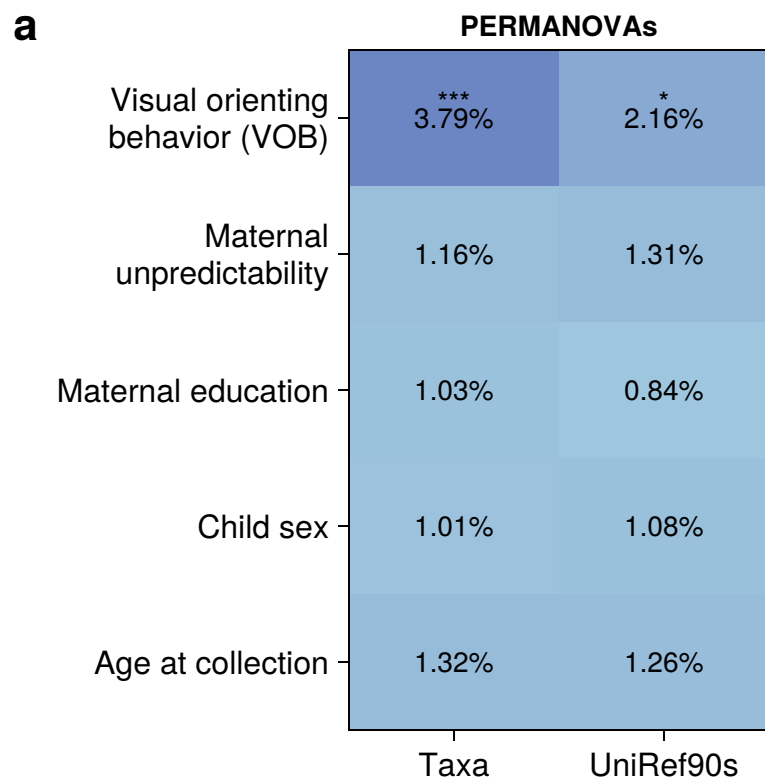 a
PERMANOVAs
Visual orienting
behavior (VOB)
***
3.79%
*
2.16%
Maternal
unpredictability
1.16%
1.31%
Maternal education
1.03%
0.84%
Child sex
1.01%
1.08%
Age at collection
1.32%
1.26%
Taxa
UniRef90s